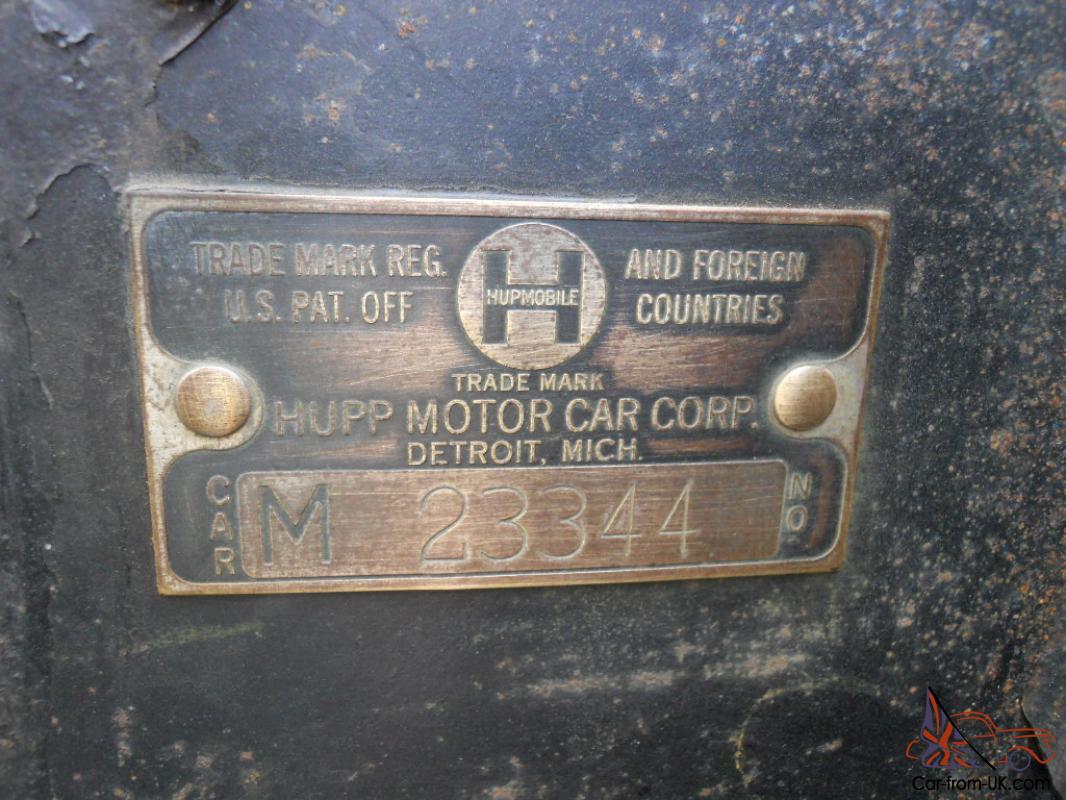 TRADE MARK REG.
U.S. PAT. OFF
H
HUPMOBILE
AND FOREIGN
COUNTRIES
TRADE MARK
HUPP MOTOR CAR CORP.
DETROIT, MICH.
CAR
M 23344
NO
Car-from-UK.com